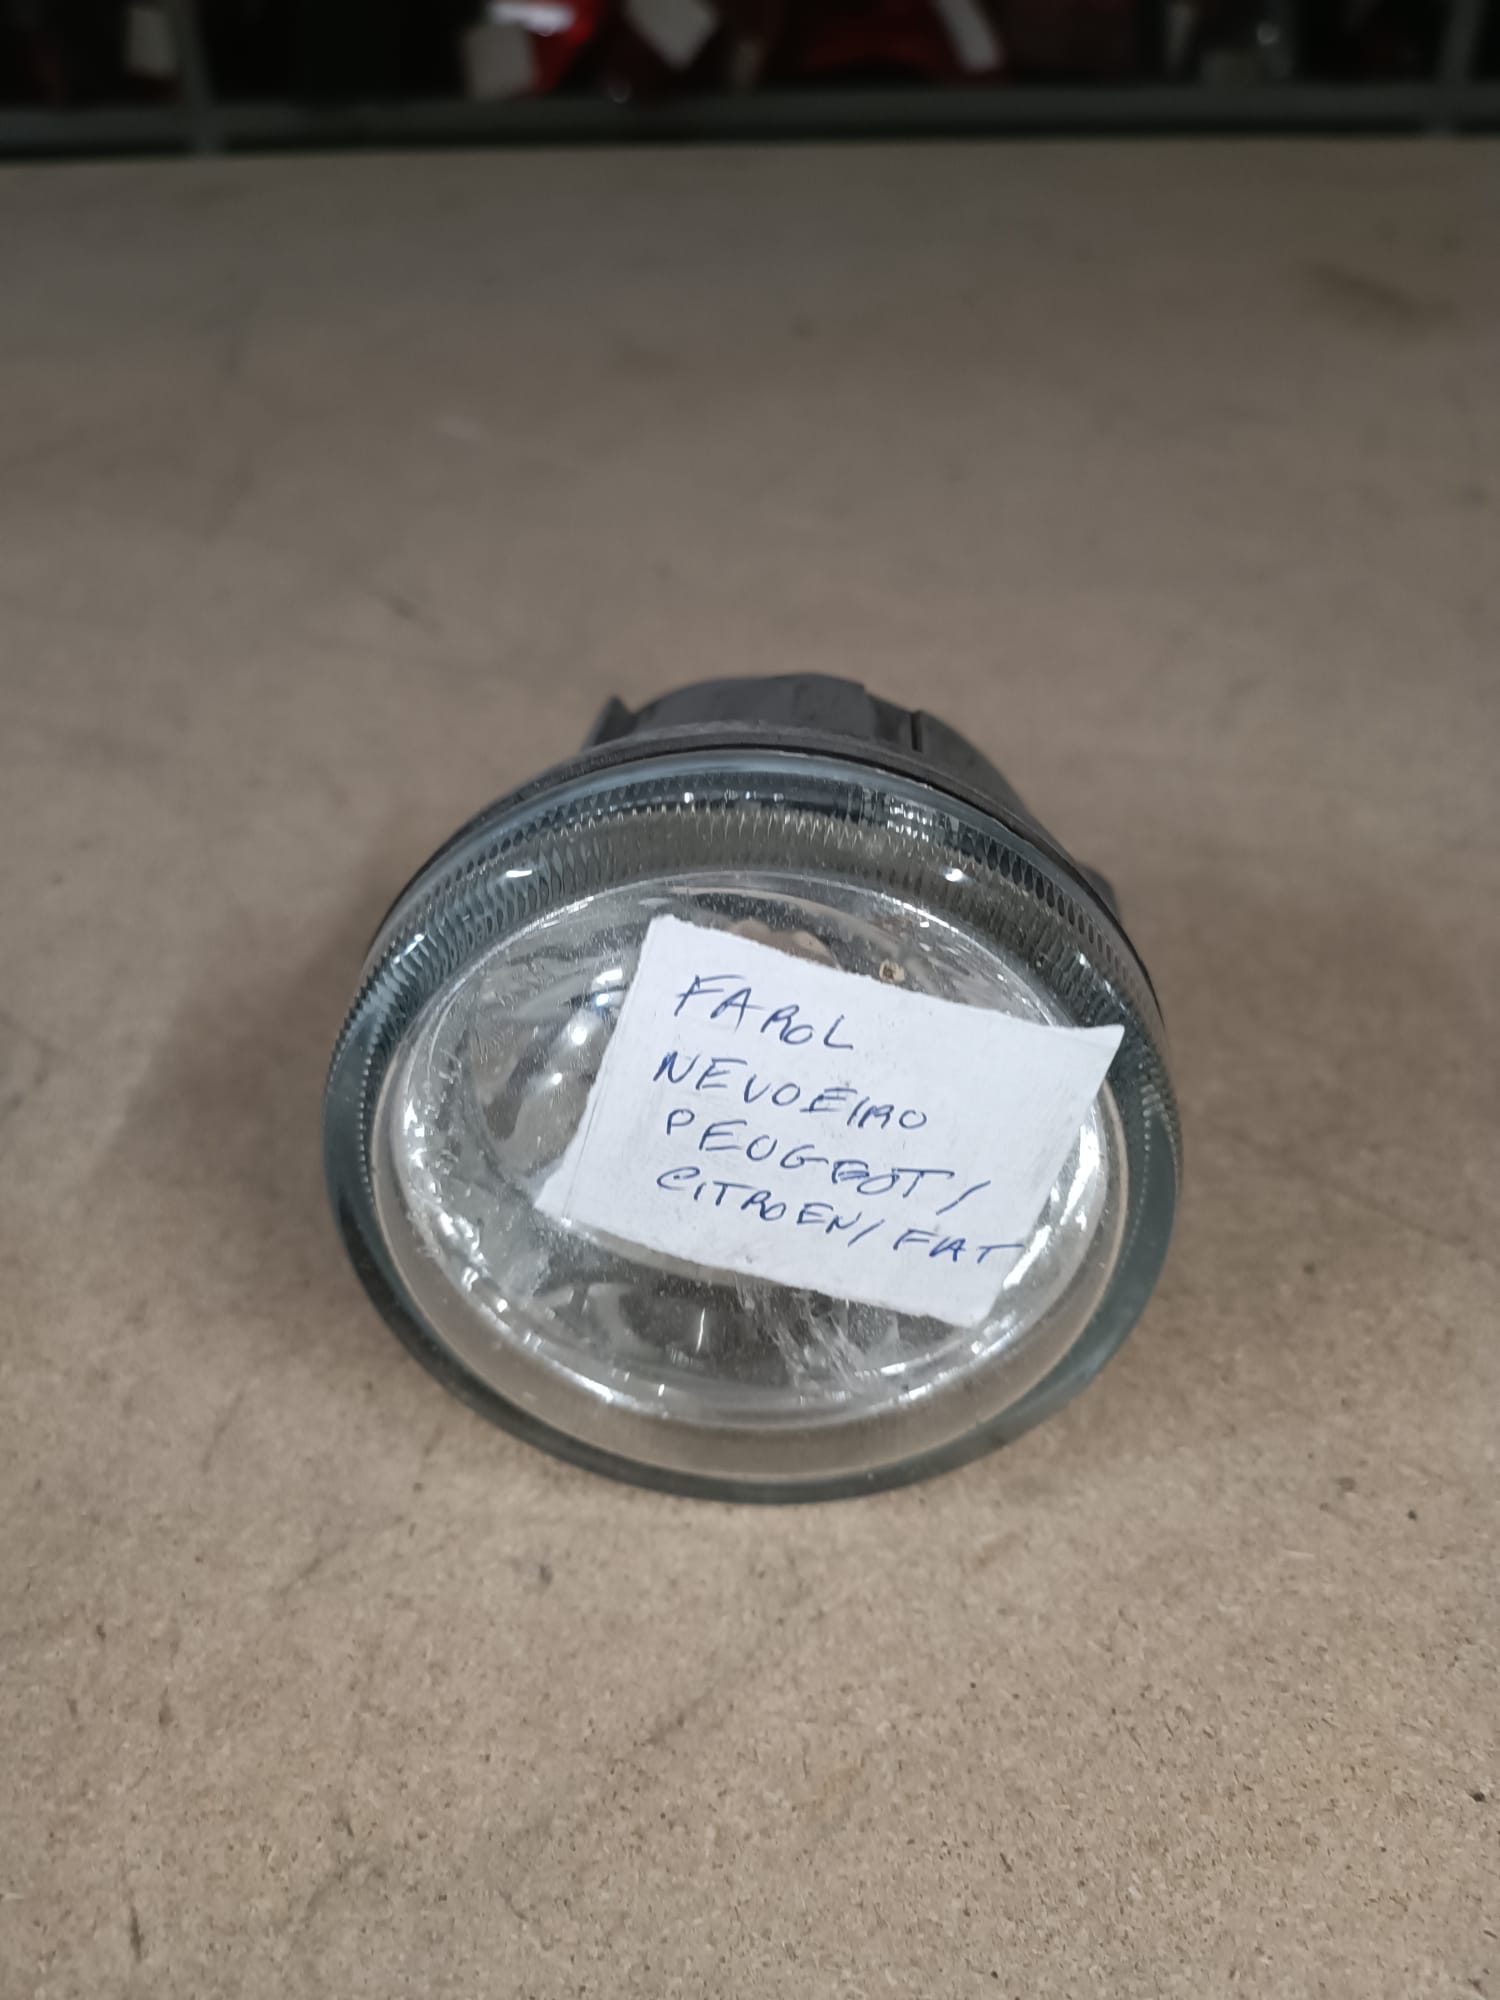 FAROL
NEVOEIRO
PEUGEOT/
CITROEN/FIAT